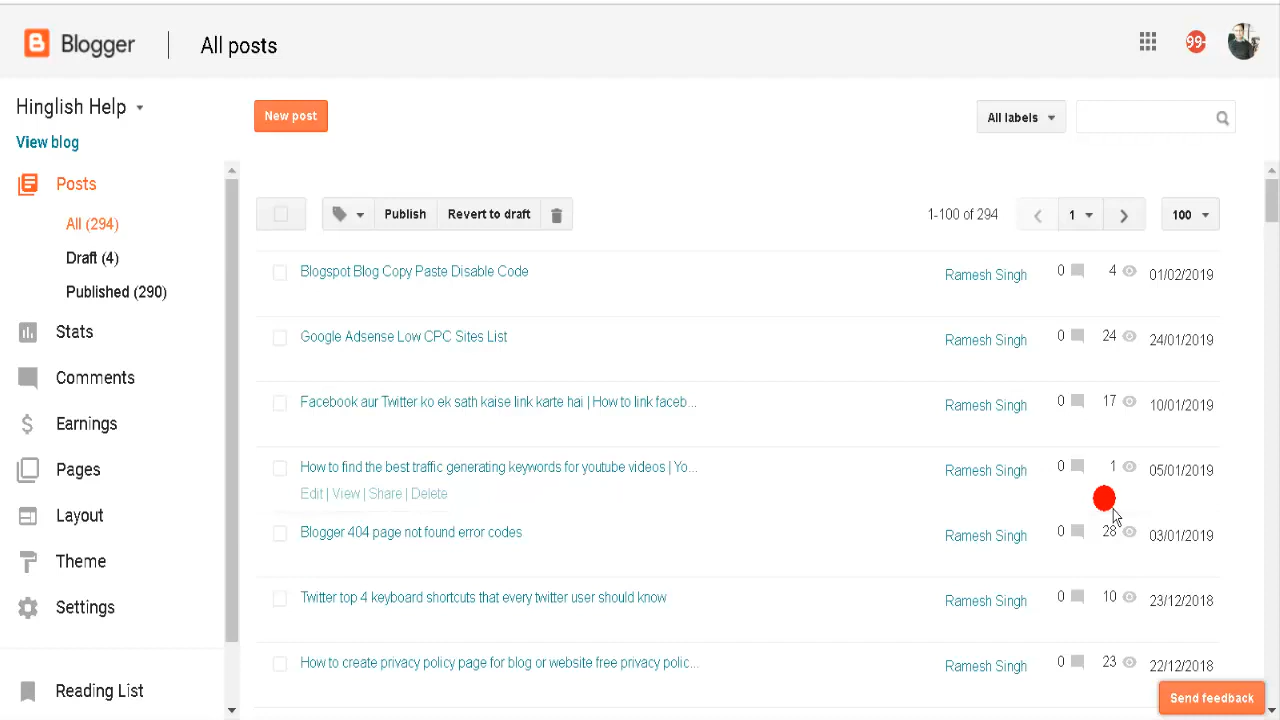 Blogger All posts 99+
Hinglish Help
View blog
New post All labels
Posts
All (294)
Draft (4)
Published (290)
Stats
Comments
Earnings
Pages
Layout
Theme
Settings
Reading List
Publish Revert to draft 1-100 of 294 1 100
Blogspot Blog Copy Paste Disable Code Ramesh Singh 0 4 01/02/2019
Google Adsense Low CPC Sites List Ramesh Singh 0 24 24/01/2019
Facebook aur Twitter ko ek sath kaise link karte hai | How to link faceb... Ramesh Singh 0 17 10/01/2019
How to find the best traffic generating keywords for youtube videos | Yo... Ramesh Singh 0 1 05/01/2019
Edit | View | Share | Delete
Blogger 404 page not found error codes Ramesh Singh 0 28 03/01/2019
Twitter top 4 keyboard shortcuts that every twitter user should know Ramesh Singh 0 10 23/12/2018
How to create privacy policy page for blog or website free privacy polic... Ramesh Singh 0 23 22/12/2018
Send feedback